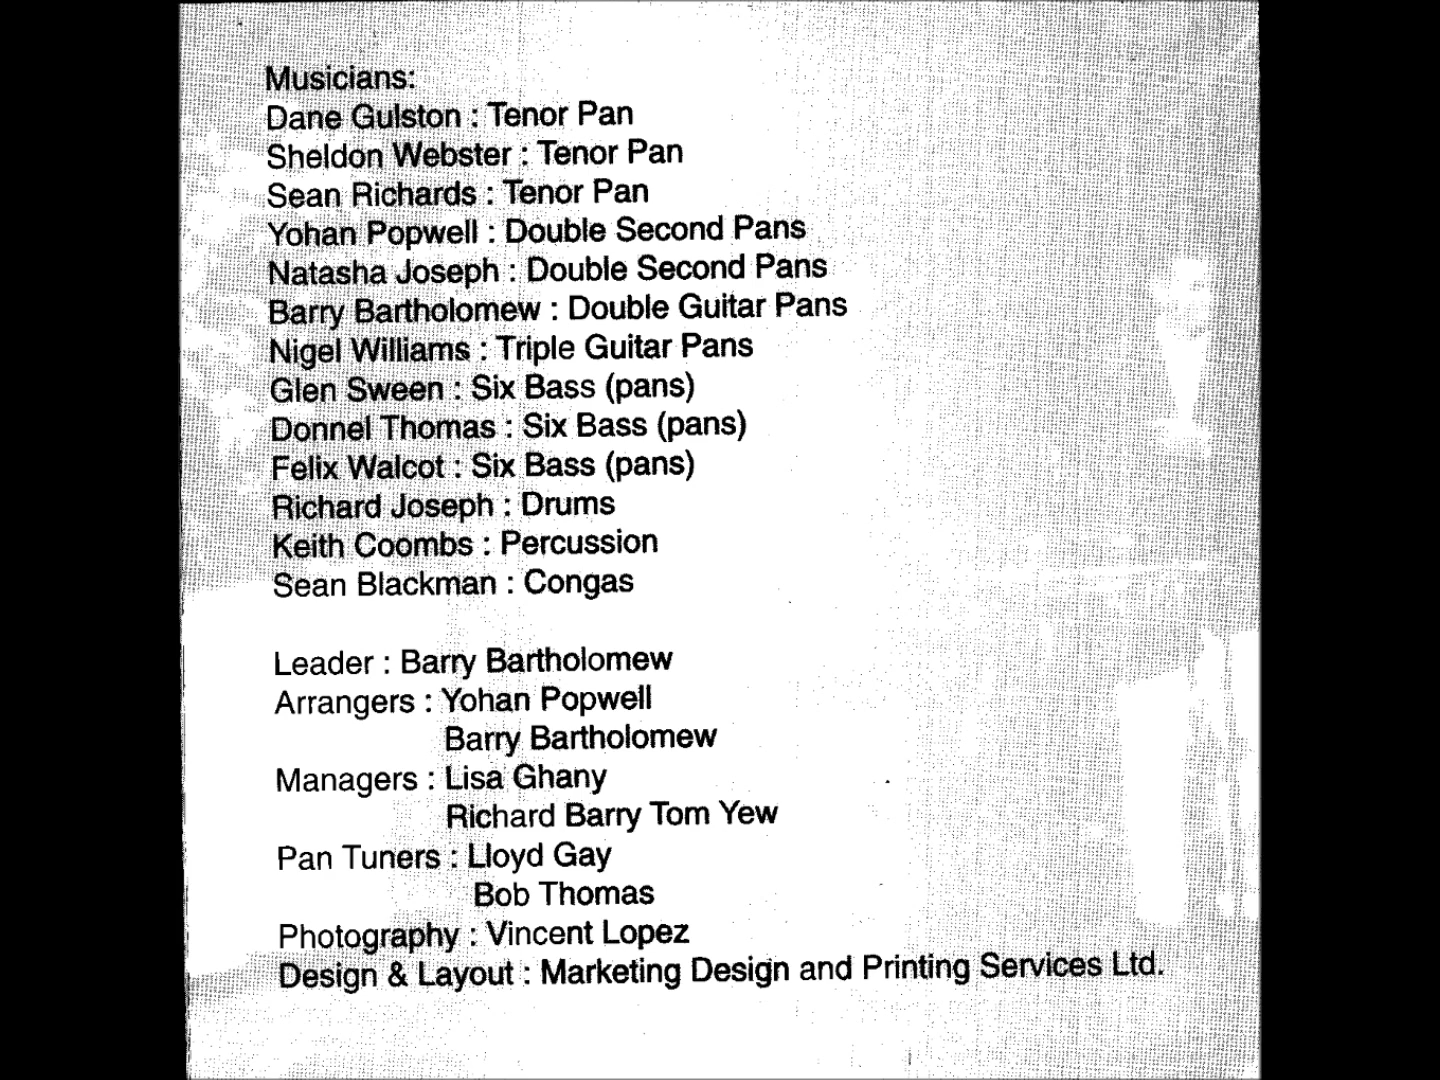 Musicians:
Dane Gulston : Tenor Pan
Sheldon Webster : Tenor Pan
Sean Richards : Tenor Pan
Yohan Popwell : Double Second Pans
Natasha Joseph : Double Second Pans
Barry Bartholomew : Double Guitar Pans
Nigel Williams : Triple Guitar Pans
Glen Sween : Six Bass (pans)
Donnel Thomas : Six Bass (pans)
Felix Walcot : Six Bass (pans)
Richard Joseph : Drums
Keith Coombs : Percussion
Sean Blackman : Congas
Leader : Barry Bartholomew
Arrangers : Yohan Popwell
Barry Bartholomew
Managers : Lisa Ghany
Richard Barry Tom Yew
Pan Tuners : Lloyd Gay
Bob Thomas
Photography : Vincent Lopez
Design & Layout : Marketing Design and Printing Services Ltd.